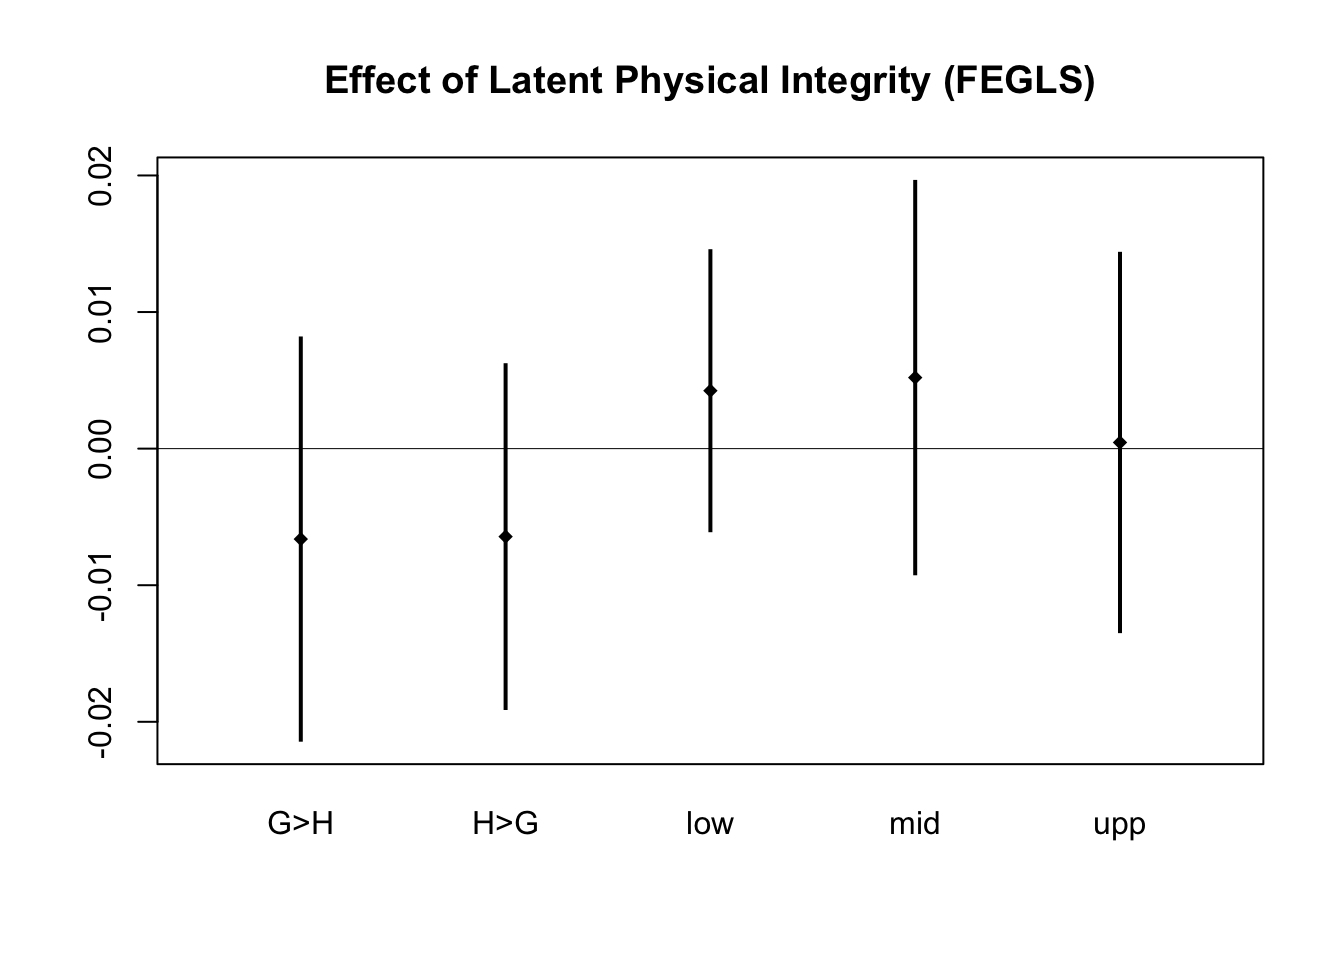 Effect of Latent Physical Integrity (FEGLS)
0.02
0.01
0.00
-0.01
-0.02
G>H H>G low mid upp